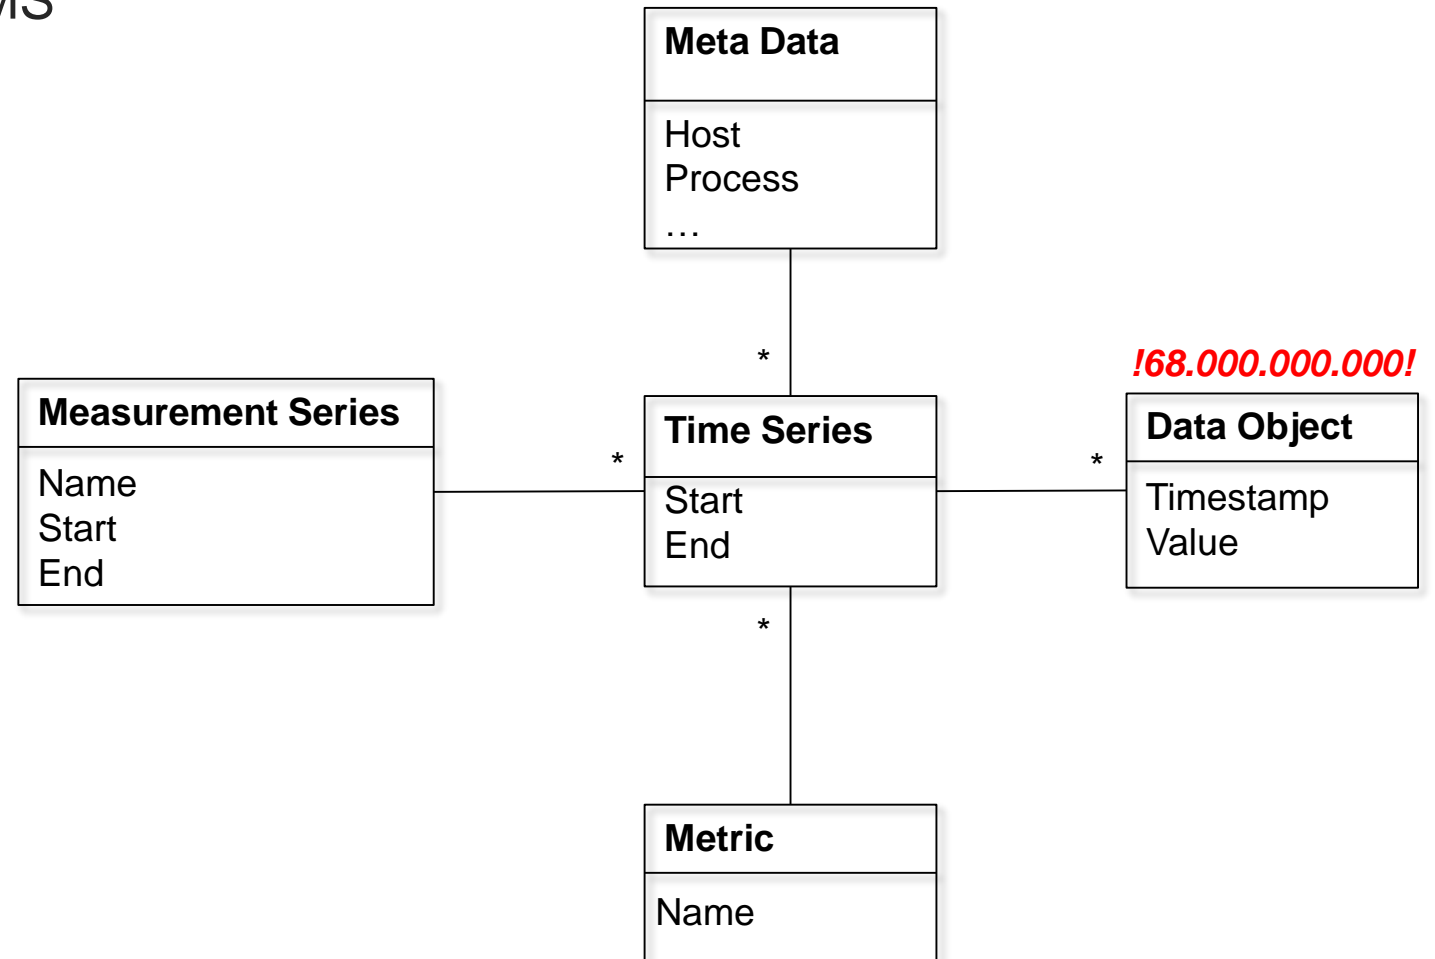 MS
Meta Data
Host
Process
…
*
!68.000.000.000!
Measurement Series
Name
Start
End
*
Time Series
Start
End
*
Data Object
Timestamp
Value
*
Metric
Name